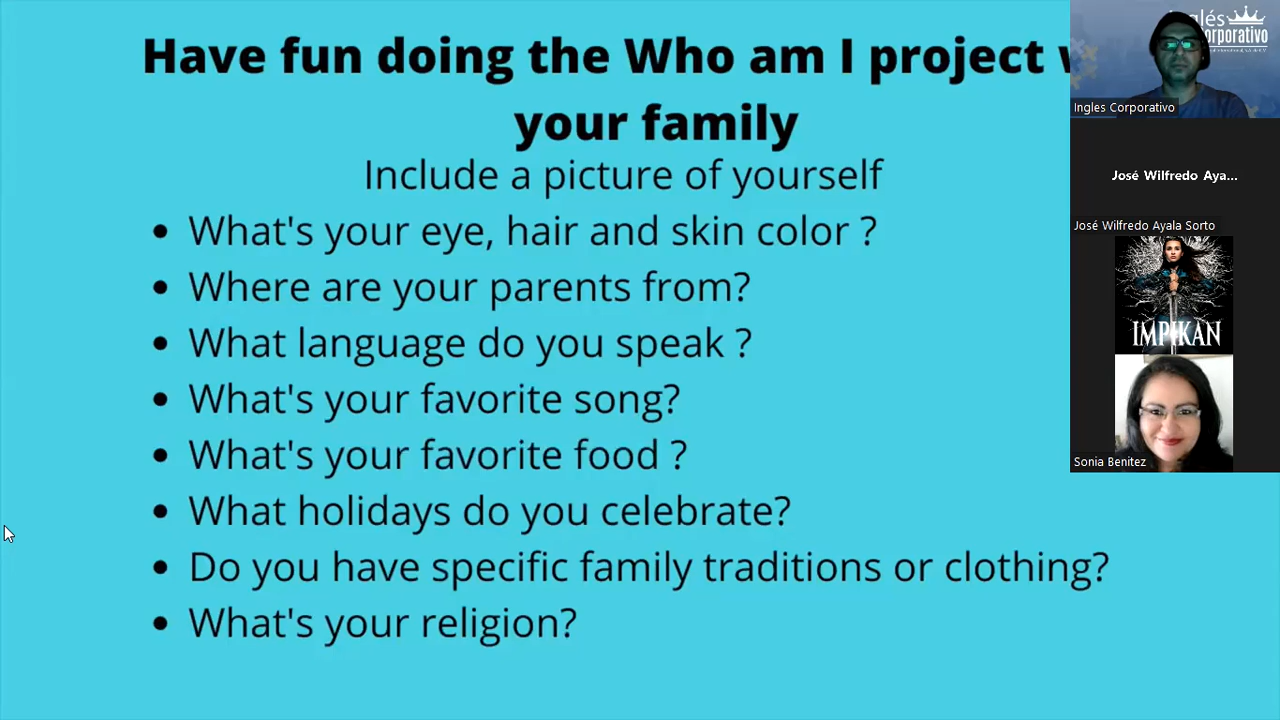 Have fun doing the Who am I project
your family
Include a picture of yourself
• What's your eye, hair and skin color ?
• Where are your parents from?
• What language do you speak ?
• What's your favorite song?
• What's your favorite food ?
• What holidays do you celebrate?
• Do you have specific family traditions or clothing?
• What's your religion?
Ingles Corporativo
José Wilfredo Aya...
José Wilfredo Ayala Sorto
IMPIKAN
Sonia Benitez